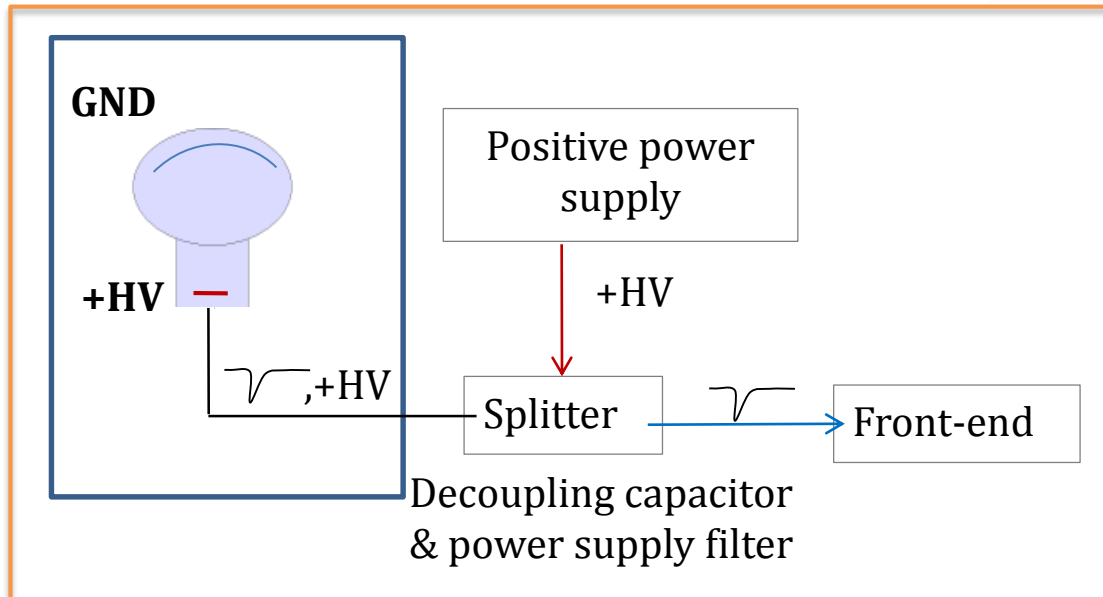 GND
Positive power
supply
+HV
+HV
,+HV
Splitter
Front-end
Decoupling capacitor
& power supply filter